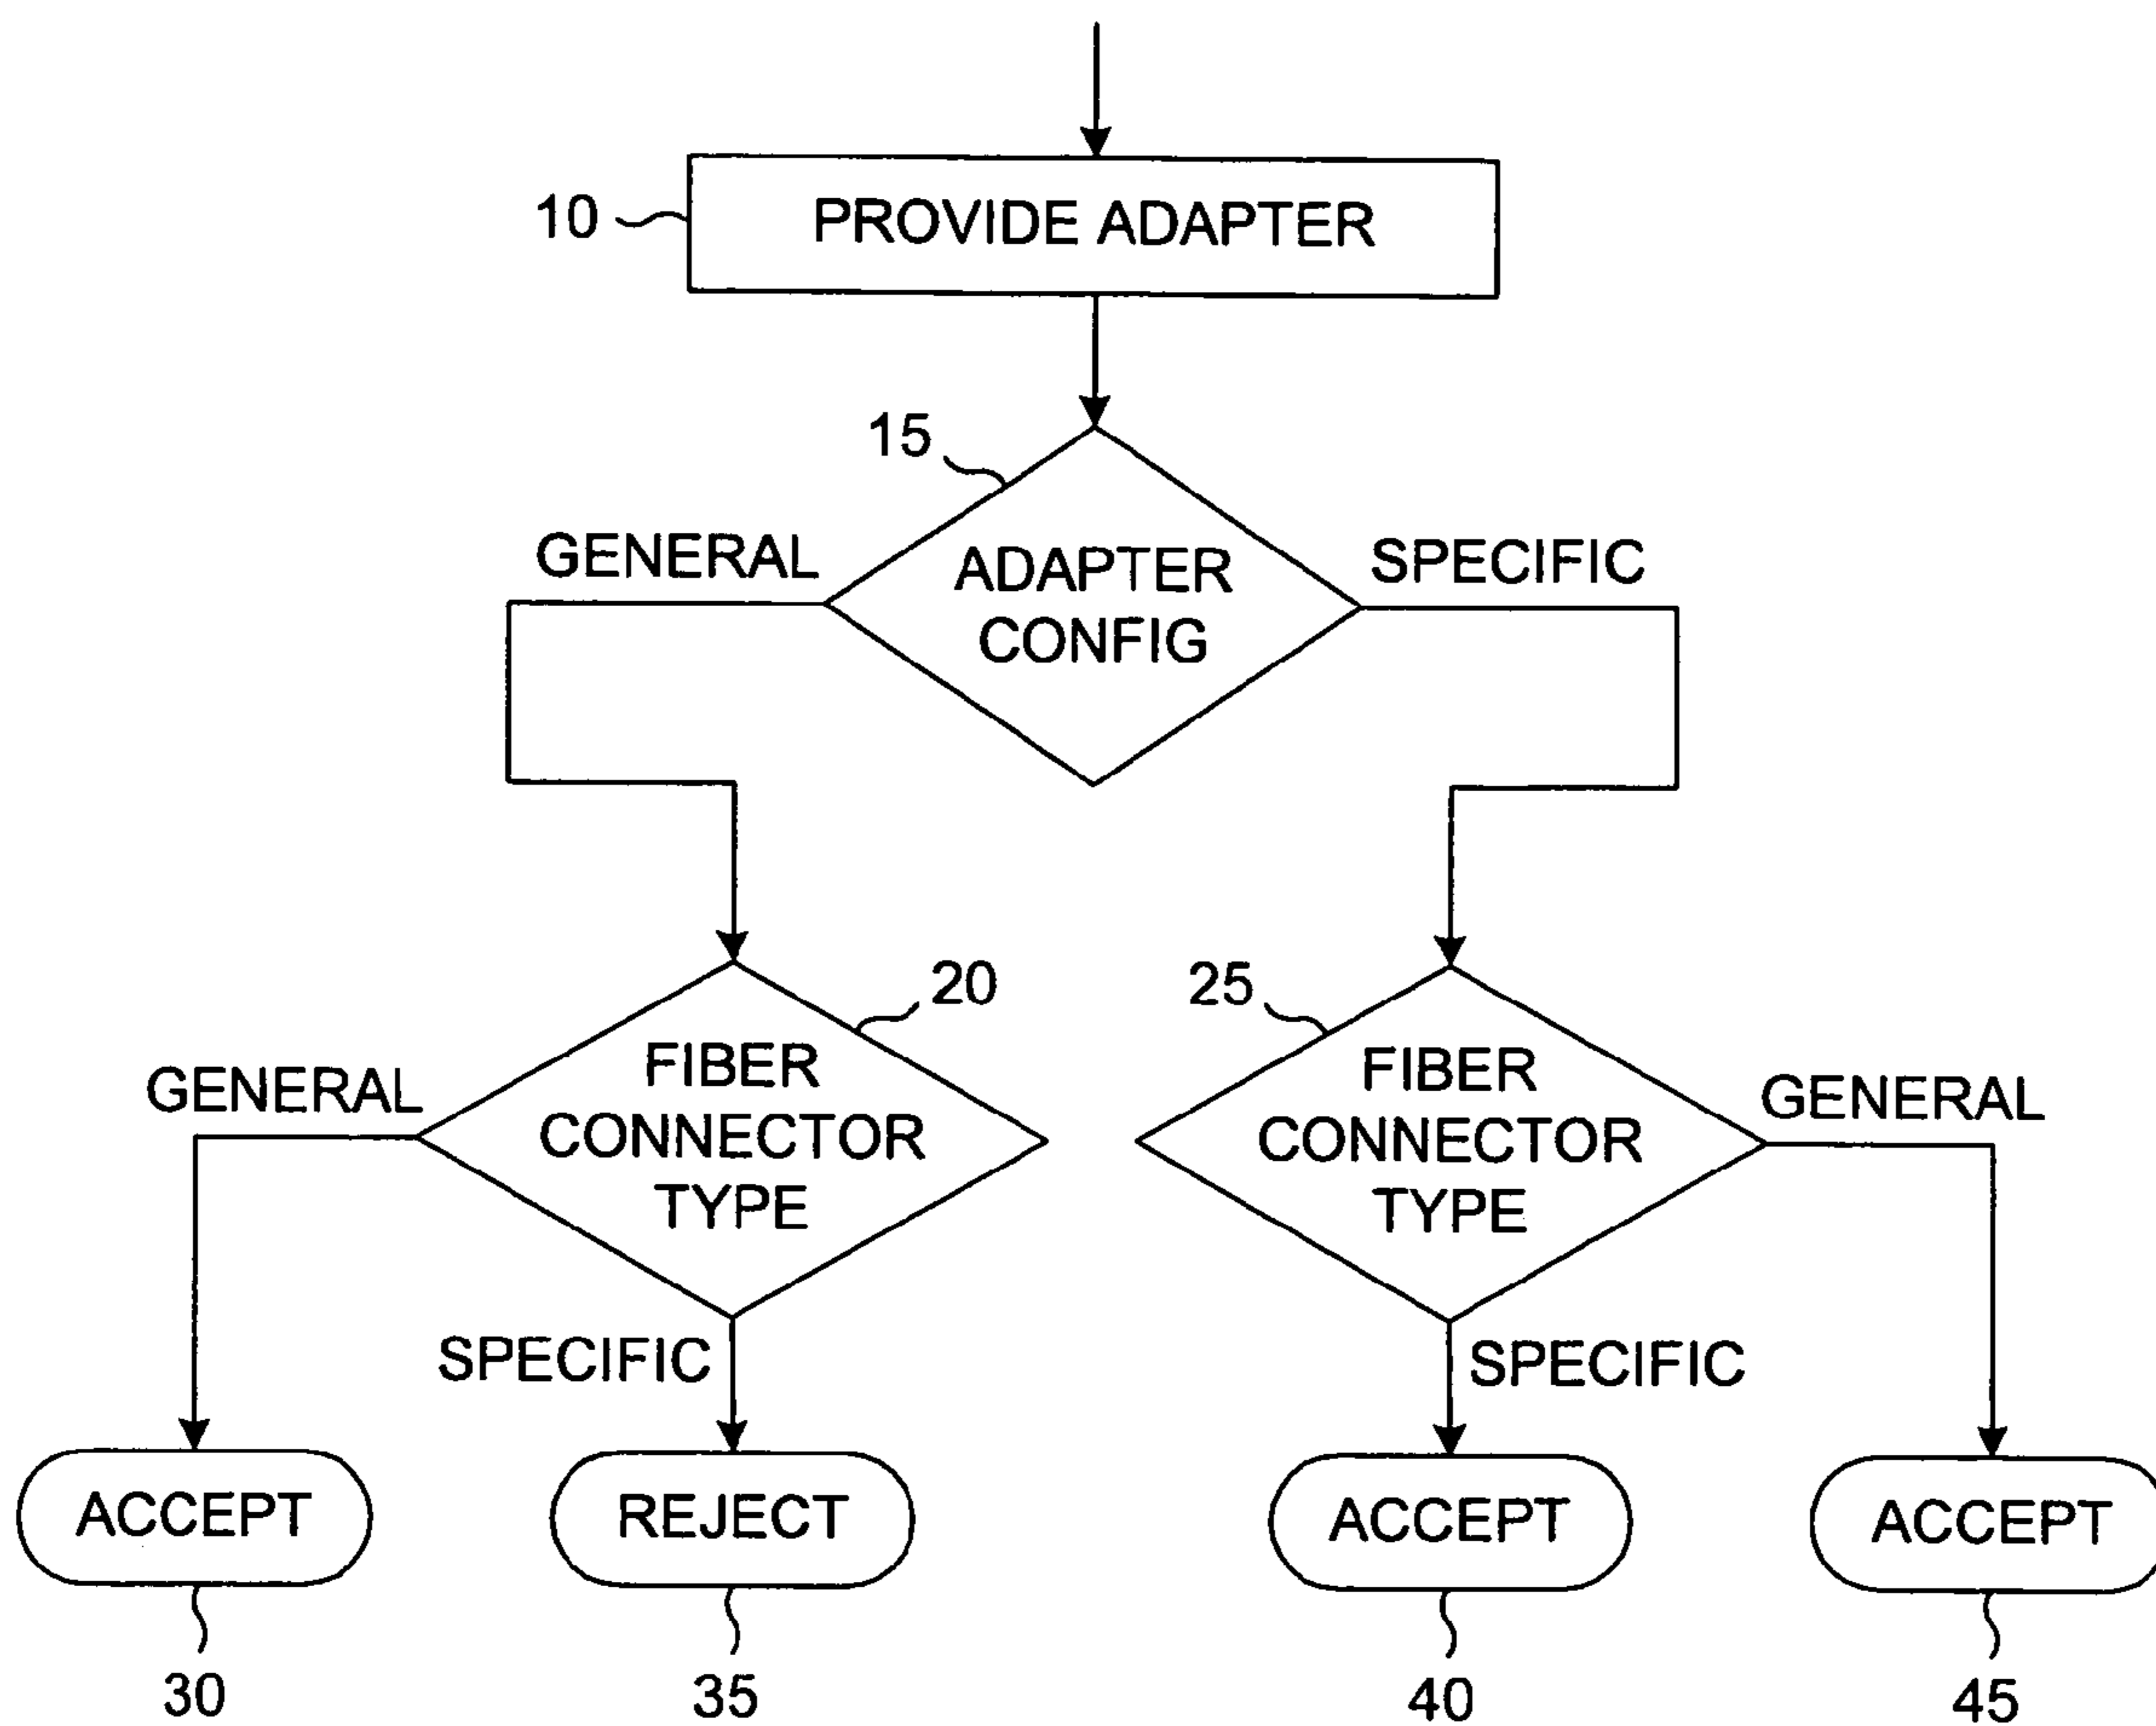 10
PROVIDE ADAPTER
15
GENERAL
SPECIFIC
ADAPTER
CONFIG
20
25
GENERAL
FIBER
CONNECTOR
TYPE
FIBER
CONNECTOR
TYPE
GENERAL
SPECIFIC
SPECIFIC
ACCEPT
REJECT
ACCEPT
ACCEPT
30
35
40
45